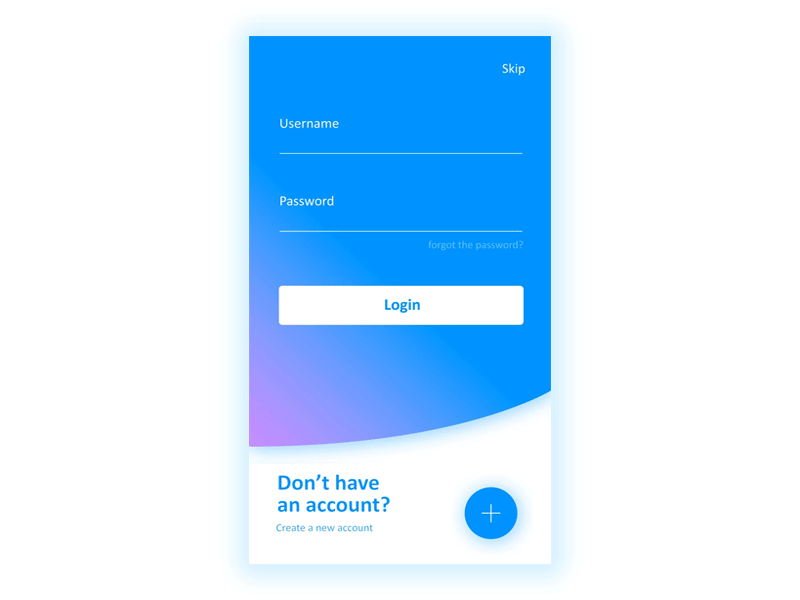 Skip
Username
Password
forgot the password?
Login
Don’t have
an account?
Create a new account